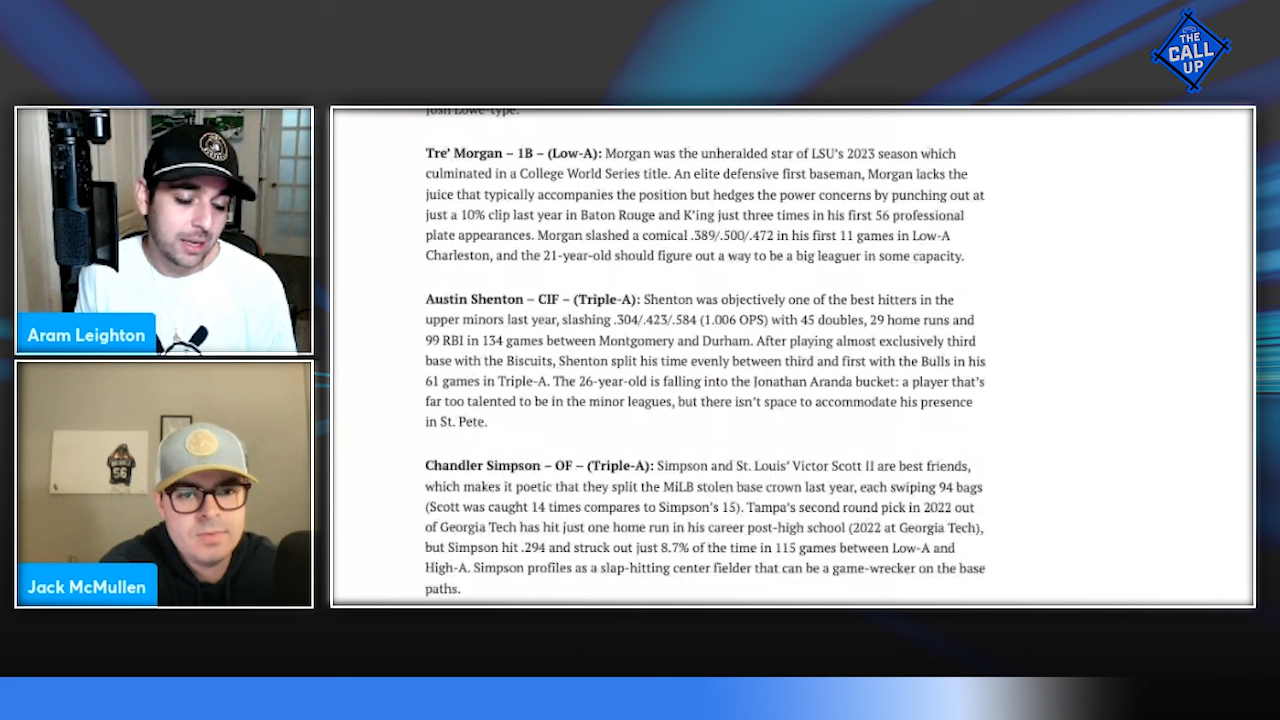 THE
CALL
UP
Josh Lowe-type.
Tre’ Morgan – 1B – (Low-A): Morgan was the unheralded star of LSU’s 2023 season which
culminated in a College World Series title. An elite defensive first baseman, Morgan lacks the
juice that typically accompanies the position but hedges the power concerns by punching out at
just a 10% clip last year in Baton Rouge and K’ing just three times in his first 56 professional
plate appearances. Morgan slashed a comical .389/.500/.472 in his first 11 games in Low-A
Charleston, and the 21-year-old should figure out a way to be a big leaguer in some capacity.
Austin Shenton – CIF – (Triple-A): Shenton was objectively one of the best hitters in the
upper minors last year, slashing .304/.423/.584 (1.006 OPS) with 45 doubles, 29 home runs and
99 RBI in 134 games between Montgomery and Durham. After playing almost exclusively third
base with the Biscuits, Shenton split his time evenly between third and first with the Bulls in his
61 games in Triple-A. The 26-year-old is falling into the Jonathan Aranda bucket: a player that’s
far too talented to be in the minor leagues, but there isn’t space to accommodate his presence
in St. Pete.
Chandler Simpson – OF – (Triple-A): Simpson and St. Louis’ Victor Scott II are best friends,
which makes it poetic that they split the MiLB stolen base crown last year, each swiping 94 bags
(Scott was caught 14 times compares to Simpson’s 15). Tampa’s second round pick in 2022 out
of Georgia Tech has hit just one home run in his career post-high school (2022 at Georgia Tech),
but Simpson hit .294 and struck out just 8.7% of the time in 115 games between Low-A and
High-A. Simpson profiles as a slap-hitting center fielder that can be a game-wrecker on the base
paths.
Aram Leighton
56
Jack McMullen